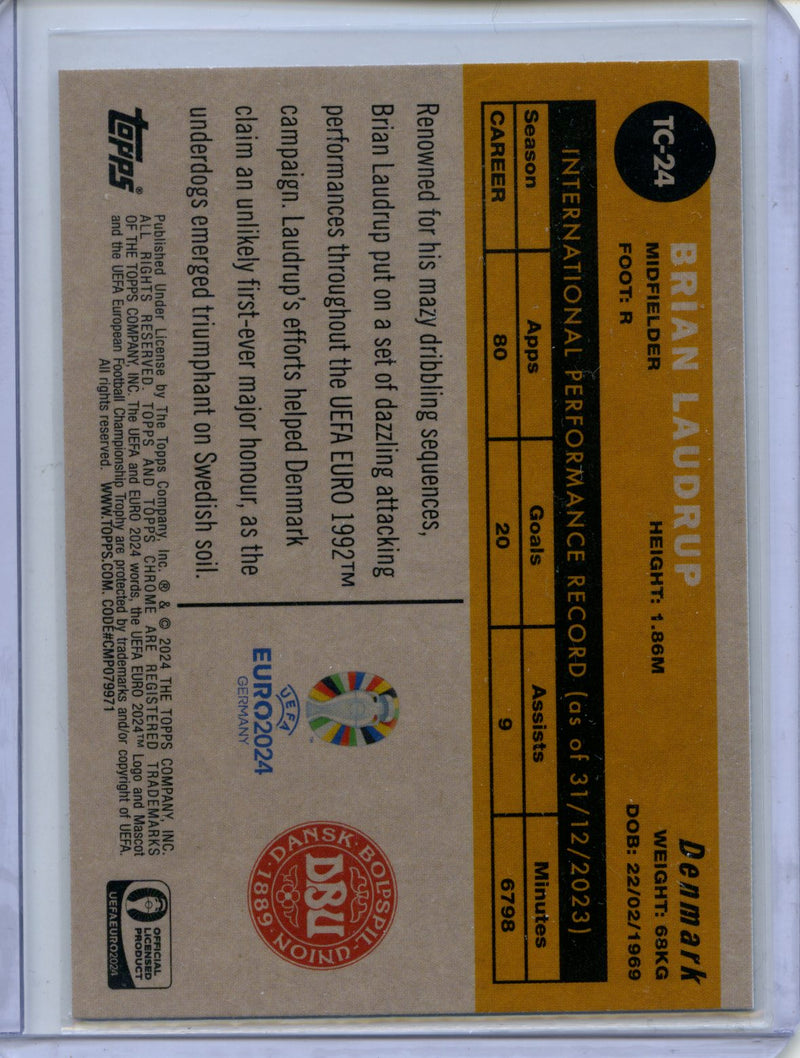 TC-24
BRIAN LAUDRUP
Denmark
MIDFIELDER HEIGHT: 1.86M WEIGHT: 68KG
FOOT: R DOB: 22/02/1969
INTERNATIONAL PERFORMANCE RECORD (as of 31/12/2023)
Season Apps Goals Assists Minutes
CAREER 80 20 9 6798
Renowned for his mazy dribbling sequences,
Brian Laudrup put on a set of dazzling attacking
performances throughout the UEFA EURO 1992™
campaign. Laudrup's efforts helped Denmark
claim an unlikely first-ever major honour, as the
underdogs emerged triumphant on Swedish soil.
™
UEFA
EURO2024
GERMANY
DANSK·BOLDSPIL-UNION
DBU
1889
Topps®
Published Under License by The Topps Company, Inc. ® & © 2024 THE TOPPS COMPANY, INC.
ALL RIGHTS RESERVED. TOPPS AND TOPPS CHROME ARE REGISTERED TRADEMARKS
OF THE TOPPS COMPANY, INC. The UEFA and EURO 2024 words, the UEFA EURO 2024™ Logo and Mascot
and the UEFA European Football Championship Trophy are protected by trademarks and/or copyright of UEFA.
All rights reserved. WWW.TOPPS.COM. CODE#CMP079971
OFFICIAL
LICENSED
PRODUCT
UEFAEURO2024